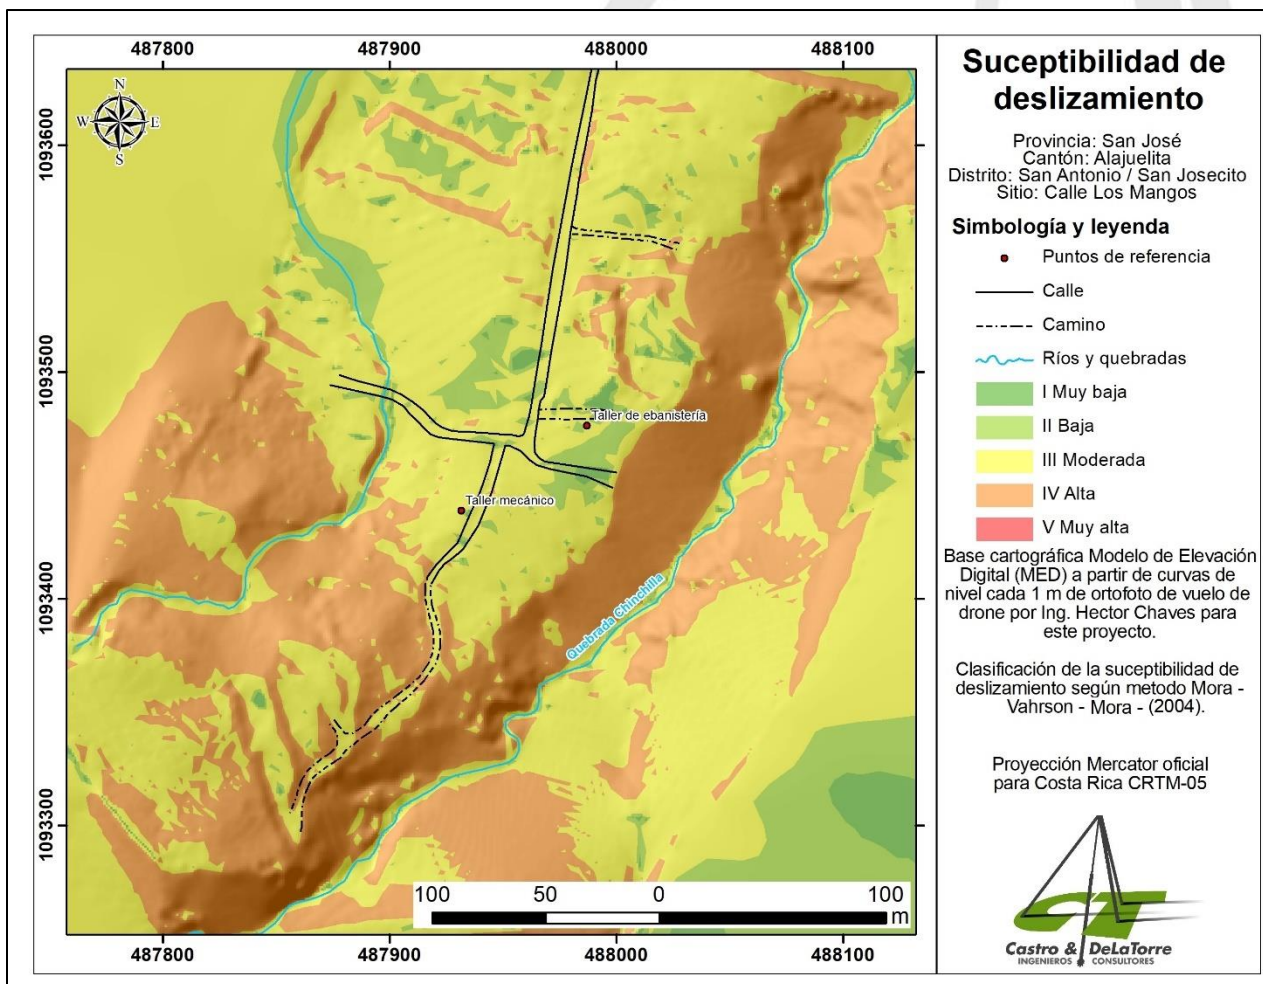 487800
487900
488000
488100
1093600
1093500
1093400
1093300
N
W
E
S
Taller de ebanistería
Taller mecánico
Quebrada Chinchilla
100
50
0
100
m
487800
487900
488000
488100
Suceptibilidad de
deslizamiento
Provincia: San José
Cantón: Alajuelita
Distrito: San Antonio / San Josecito
Sitio: Calle Los Mangos
Simbología y leyenda
Puntos de referencia
Calle
Camino
Ríos y quebradas
I Muy baja
II Baja
III Moderada
IV Alta
V Muy alta
Base cartográfica Modelo de Elevación
Digital (MED) a partir de curvas de
nivel cada 1 m de ortofoto de vuelo de
drone por Ing. Hector Chaves para
este proyecto.
Clasificación de la suceptibilidad de
deslizamiento según metodo Mora -
Vahrson - Mora - (2004).
Proyección Mercator oficial
para Costa Rica CRTM-05
CT
Castro & DeLaTorre
INGENIEROS CONSULTORES